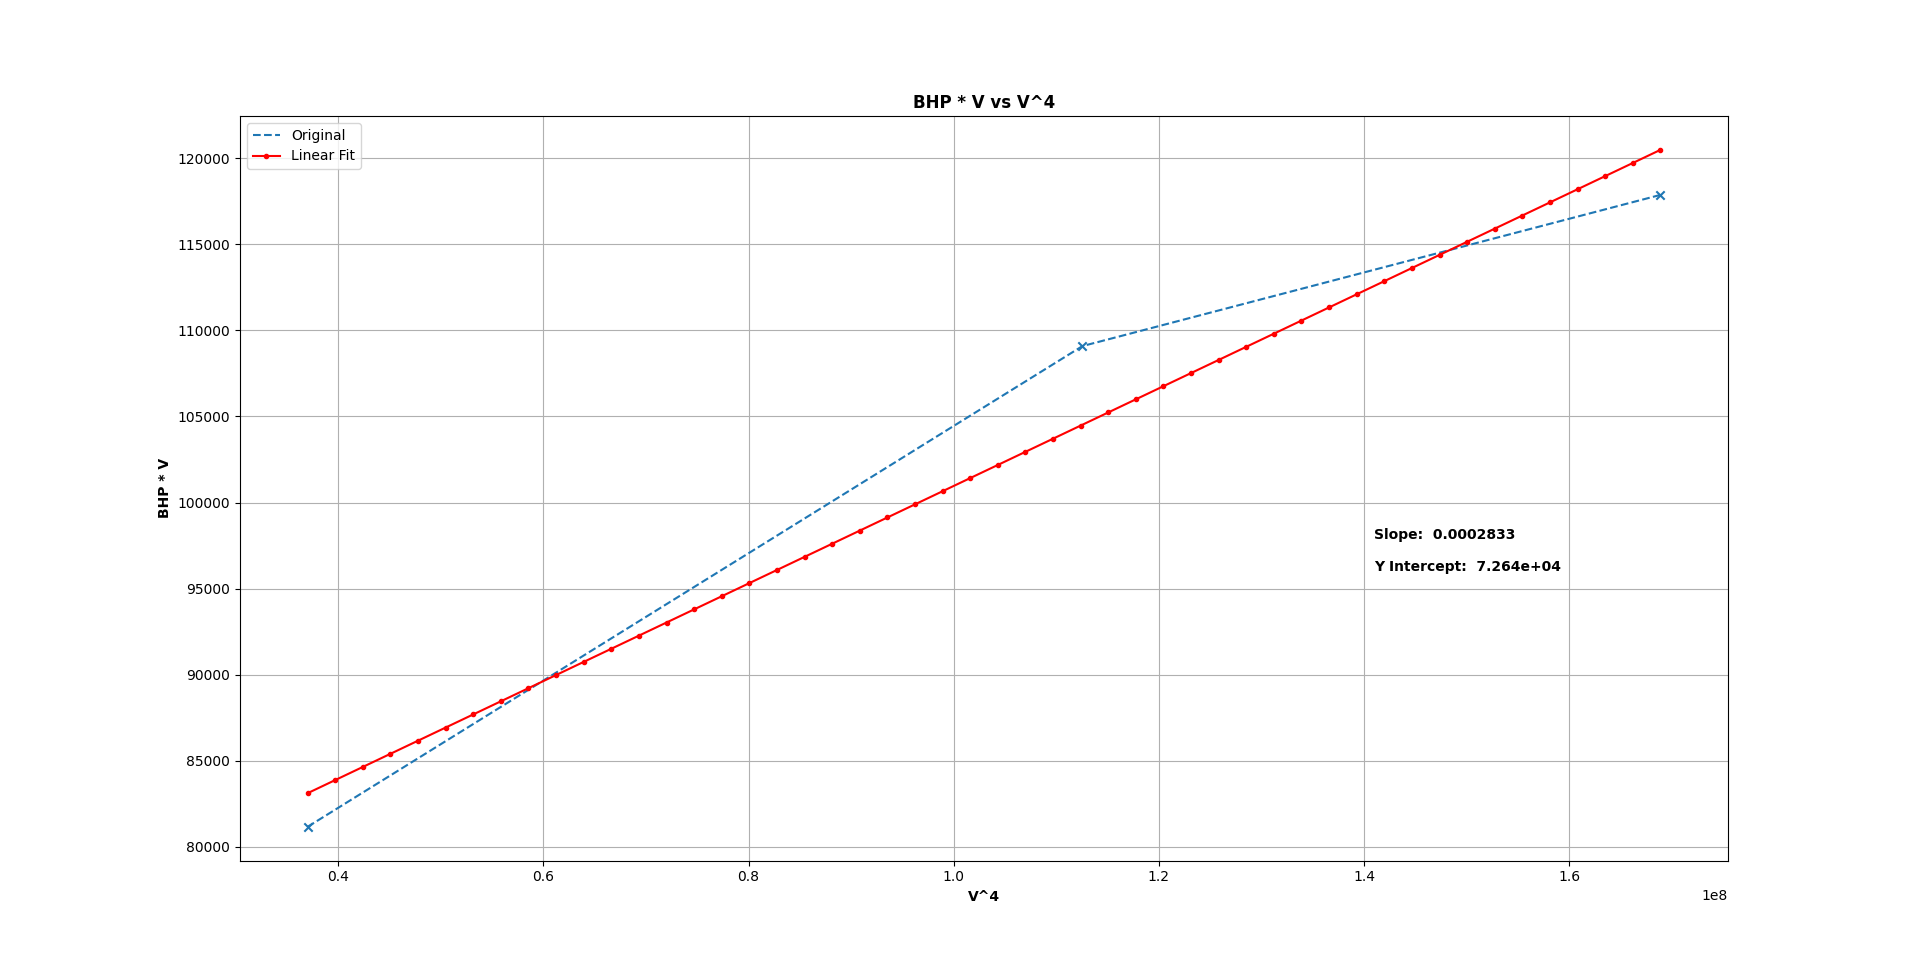 BHP * V vs V^4
Original
Linear Fit
120000
115000
110000
105000
100000
95000
90000
85000
80000
BHP * V
Slope:  0.0002833
Y Intercept:  7.264e+04
0.4 0.6 0.8 1.0 1.2 1.4 1.6
1e8
V^4